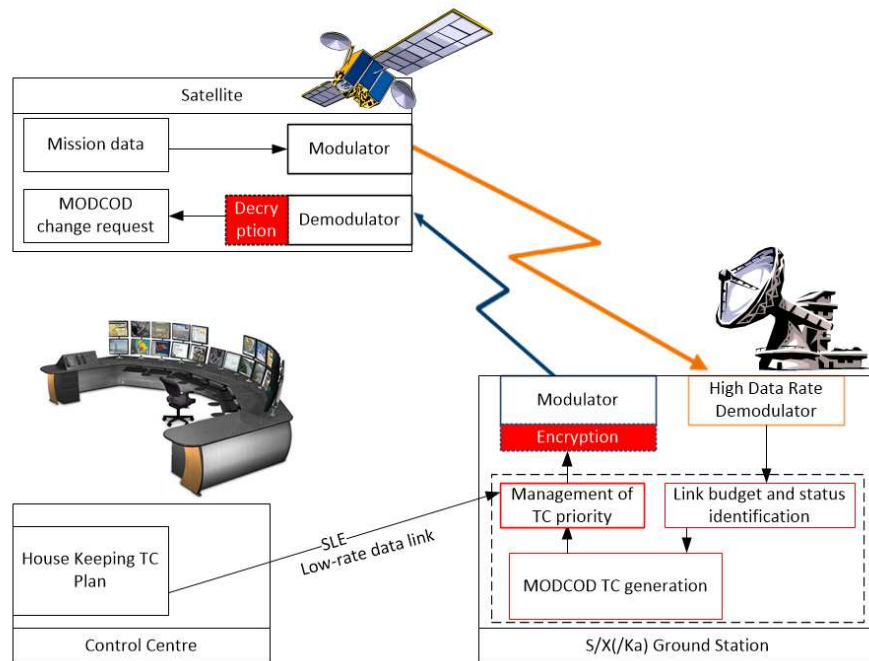 Satellite
Mission data
Modulator
MODCOD
change request
Decry
ption
Demodulator
Modulator
Encryption
High Data Rate
Demodulator
Management of
TC priority
Link budget and status
identification
MODCOD TC generation
S/X(/Ka) Ground Station
SLE
Low-rate data link
House Keeping TC
Plan
Control Centre